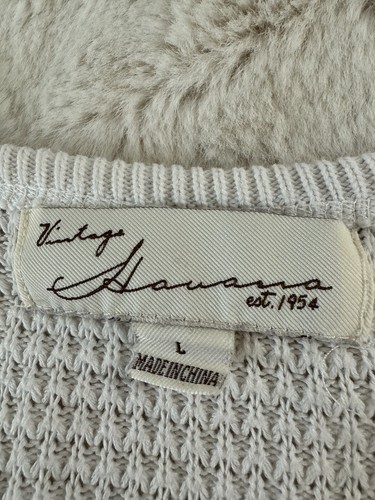 Vintage
Havana
est. 1954
L
MADE IN CHINA